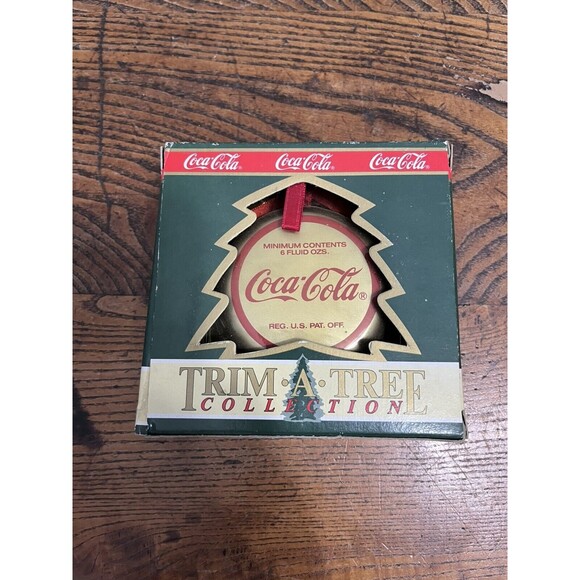 Coca-Cola® Coca-Cola® Coca-Cola®
MINIMUM CONTENTS
6 FLUID OZS.
Coca-Cola®
REG. U.S. PAT. OFF.
TRIM·A·TREE
COLLECTION